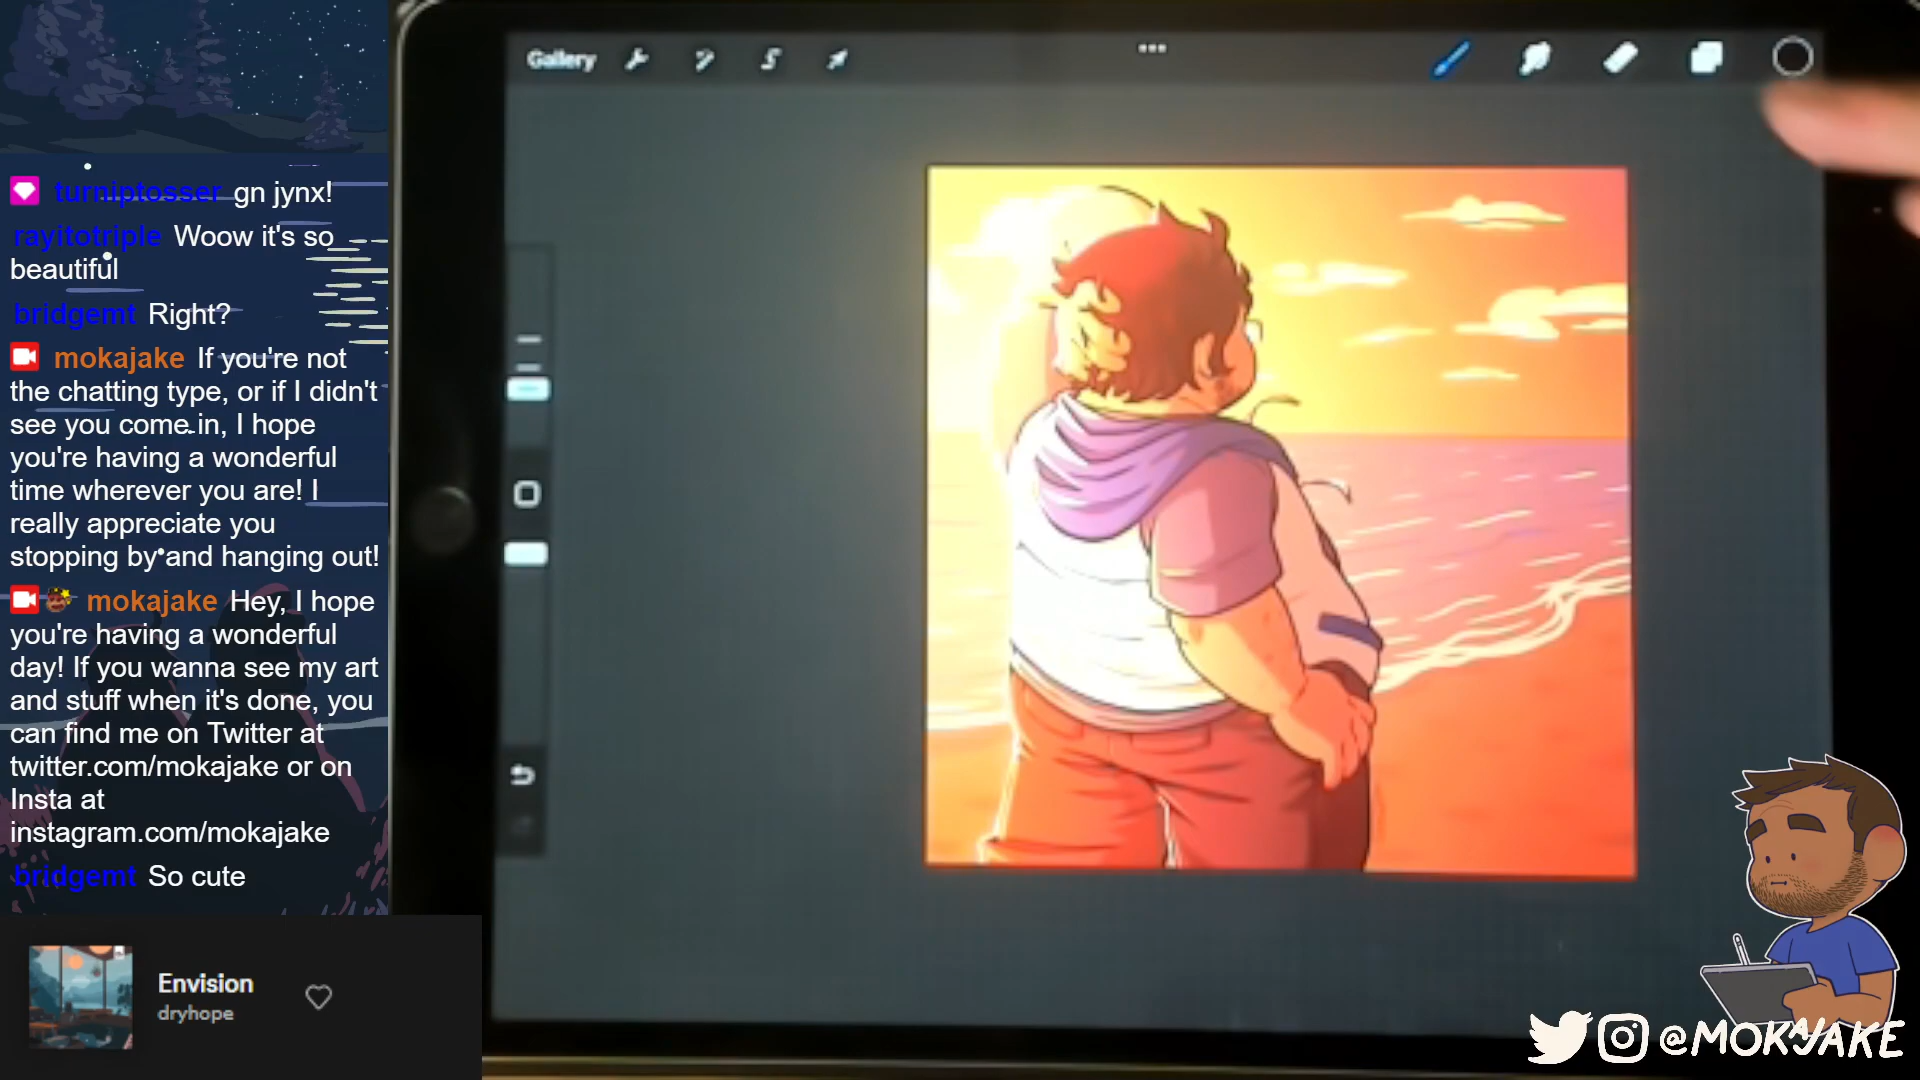 Gallery
turniptosser gn jynx!
rayitotriple Woow it's so
beautiful
bridgemt Right?
mokajake If you're not
the chatting type, or if I didn't
see you come in, I hope
you're having a wonderful
time wherever you are! I
really appreciate you
stopping by and hanging out!
mokajake Hey, I hope
you're having a wonderful
day! If you wanna see my art
and stuff when it's done, you
can find me on Twitter at
twitter.com/mokajake or on
Insta at
instagram.com/mokajake
bridgemt So cute
Envision
dryhope
@MOKAJAKE